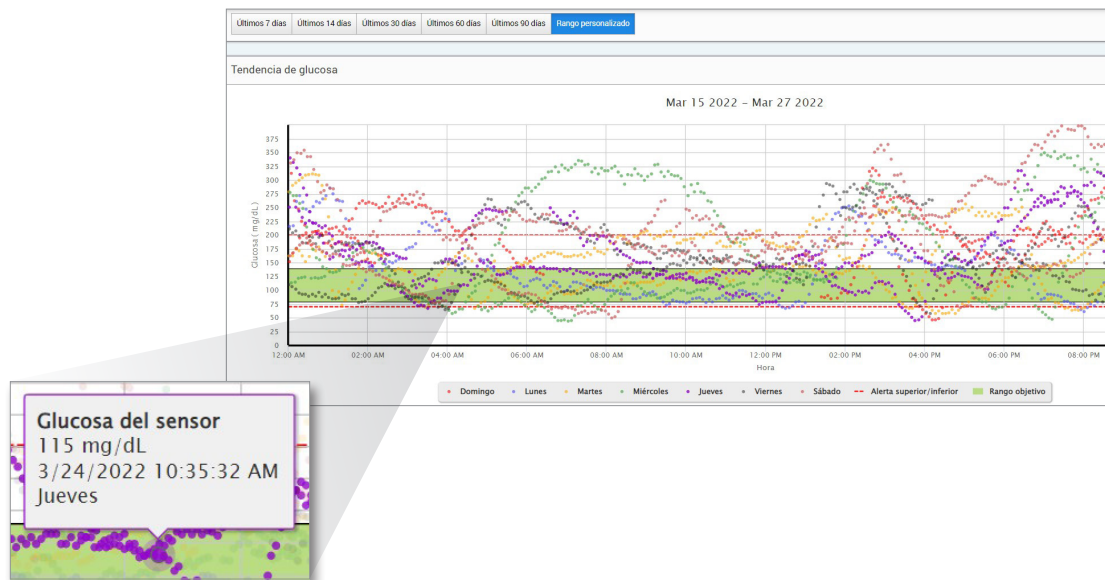 Últimos 7 días Últimos 14 días Últimos 30 días Últimos 60 días Últimos 90 días Rango personalizado
Tendencia de glucosa
Mar 15 2022 – Mar 27 2022
Glucosa ( mg/dL)
375
350
325
300
275
250
225
200
175
150
125
100
75
50
25
0
12:00 AM 02:00 AM 04:00 AM 06:00 AM 08:00 AM 10:00 AM 12:00 PM 02:00 PM 04:00 PM 06:00 PM 08:00 PM
Hora
Domingo Lunes Martes Miércoles Jueves Viernes Sábado Alerta superior/inferior Rango objetivo
Glucosa del sensor
115 mg/dL
3/24/2022 10:35:32 AM
Jueves